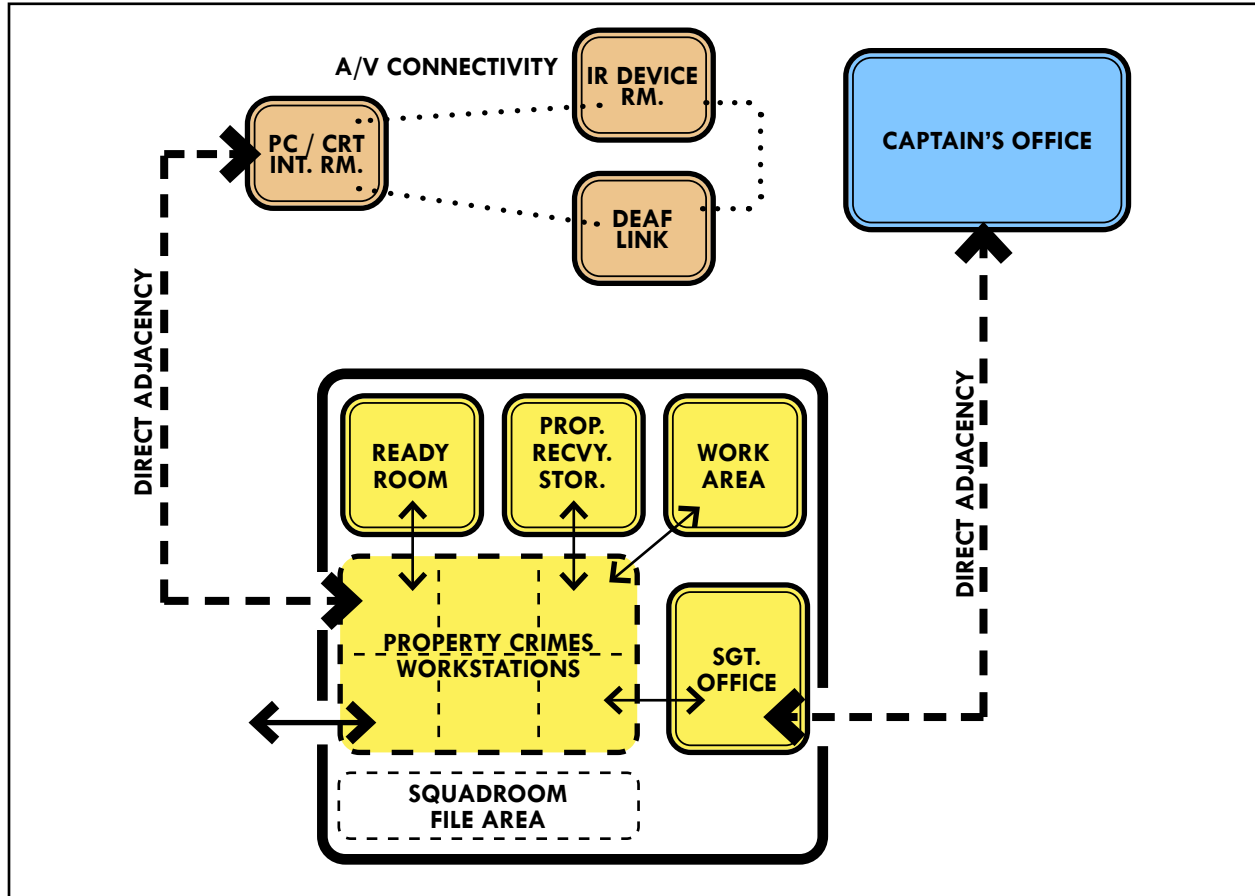 A/V CONNECTIVITY
IR DEVICE
RM.
PC / CRT
INT. RM.
DEAF
LINK
CAPTAIN'S OFFICE
DIRECT ADJACENCY
DIRECT ADJACENCY
READY
ROOM
PROP.
RECVY.
STOR.
WORK
AREA
PROPERTY CRIMES
WORKSTATIONS
SGT.
OFFICE
SQUADROOM
FILE AREA